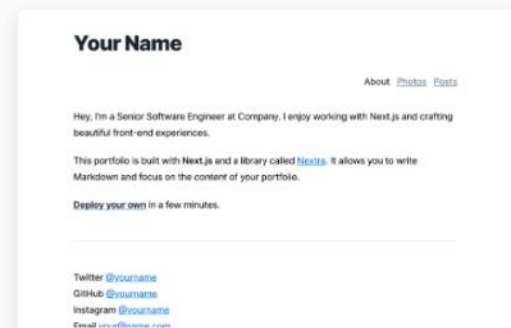 Your Name
About Photos Posts
Hey, I'm a Senior Software Engineer at Company. I enjoy working with Next.js and crafting
beautiful front-end experiences.
This portfolio is built with Next.js and a library called Nextra. It allows you to write
Markdown and focus on the content of your portfolio.
Deploy your own in a few minutes.
Twitter @yourname
GitHub @yourname
Instagram @yourname
Email your@name.com